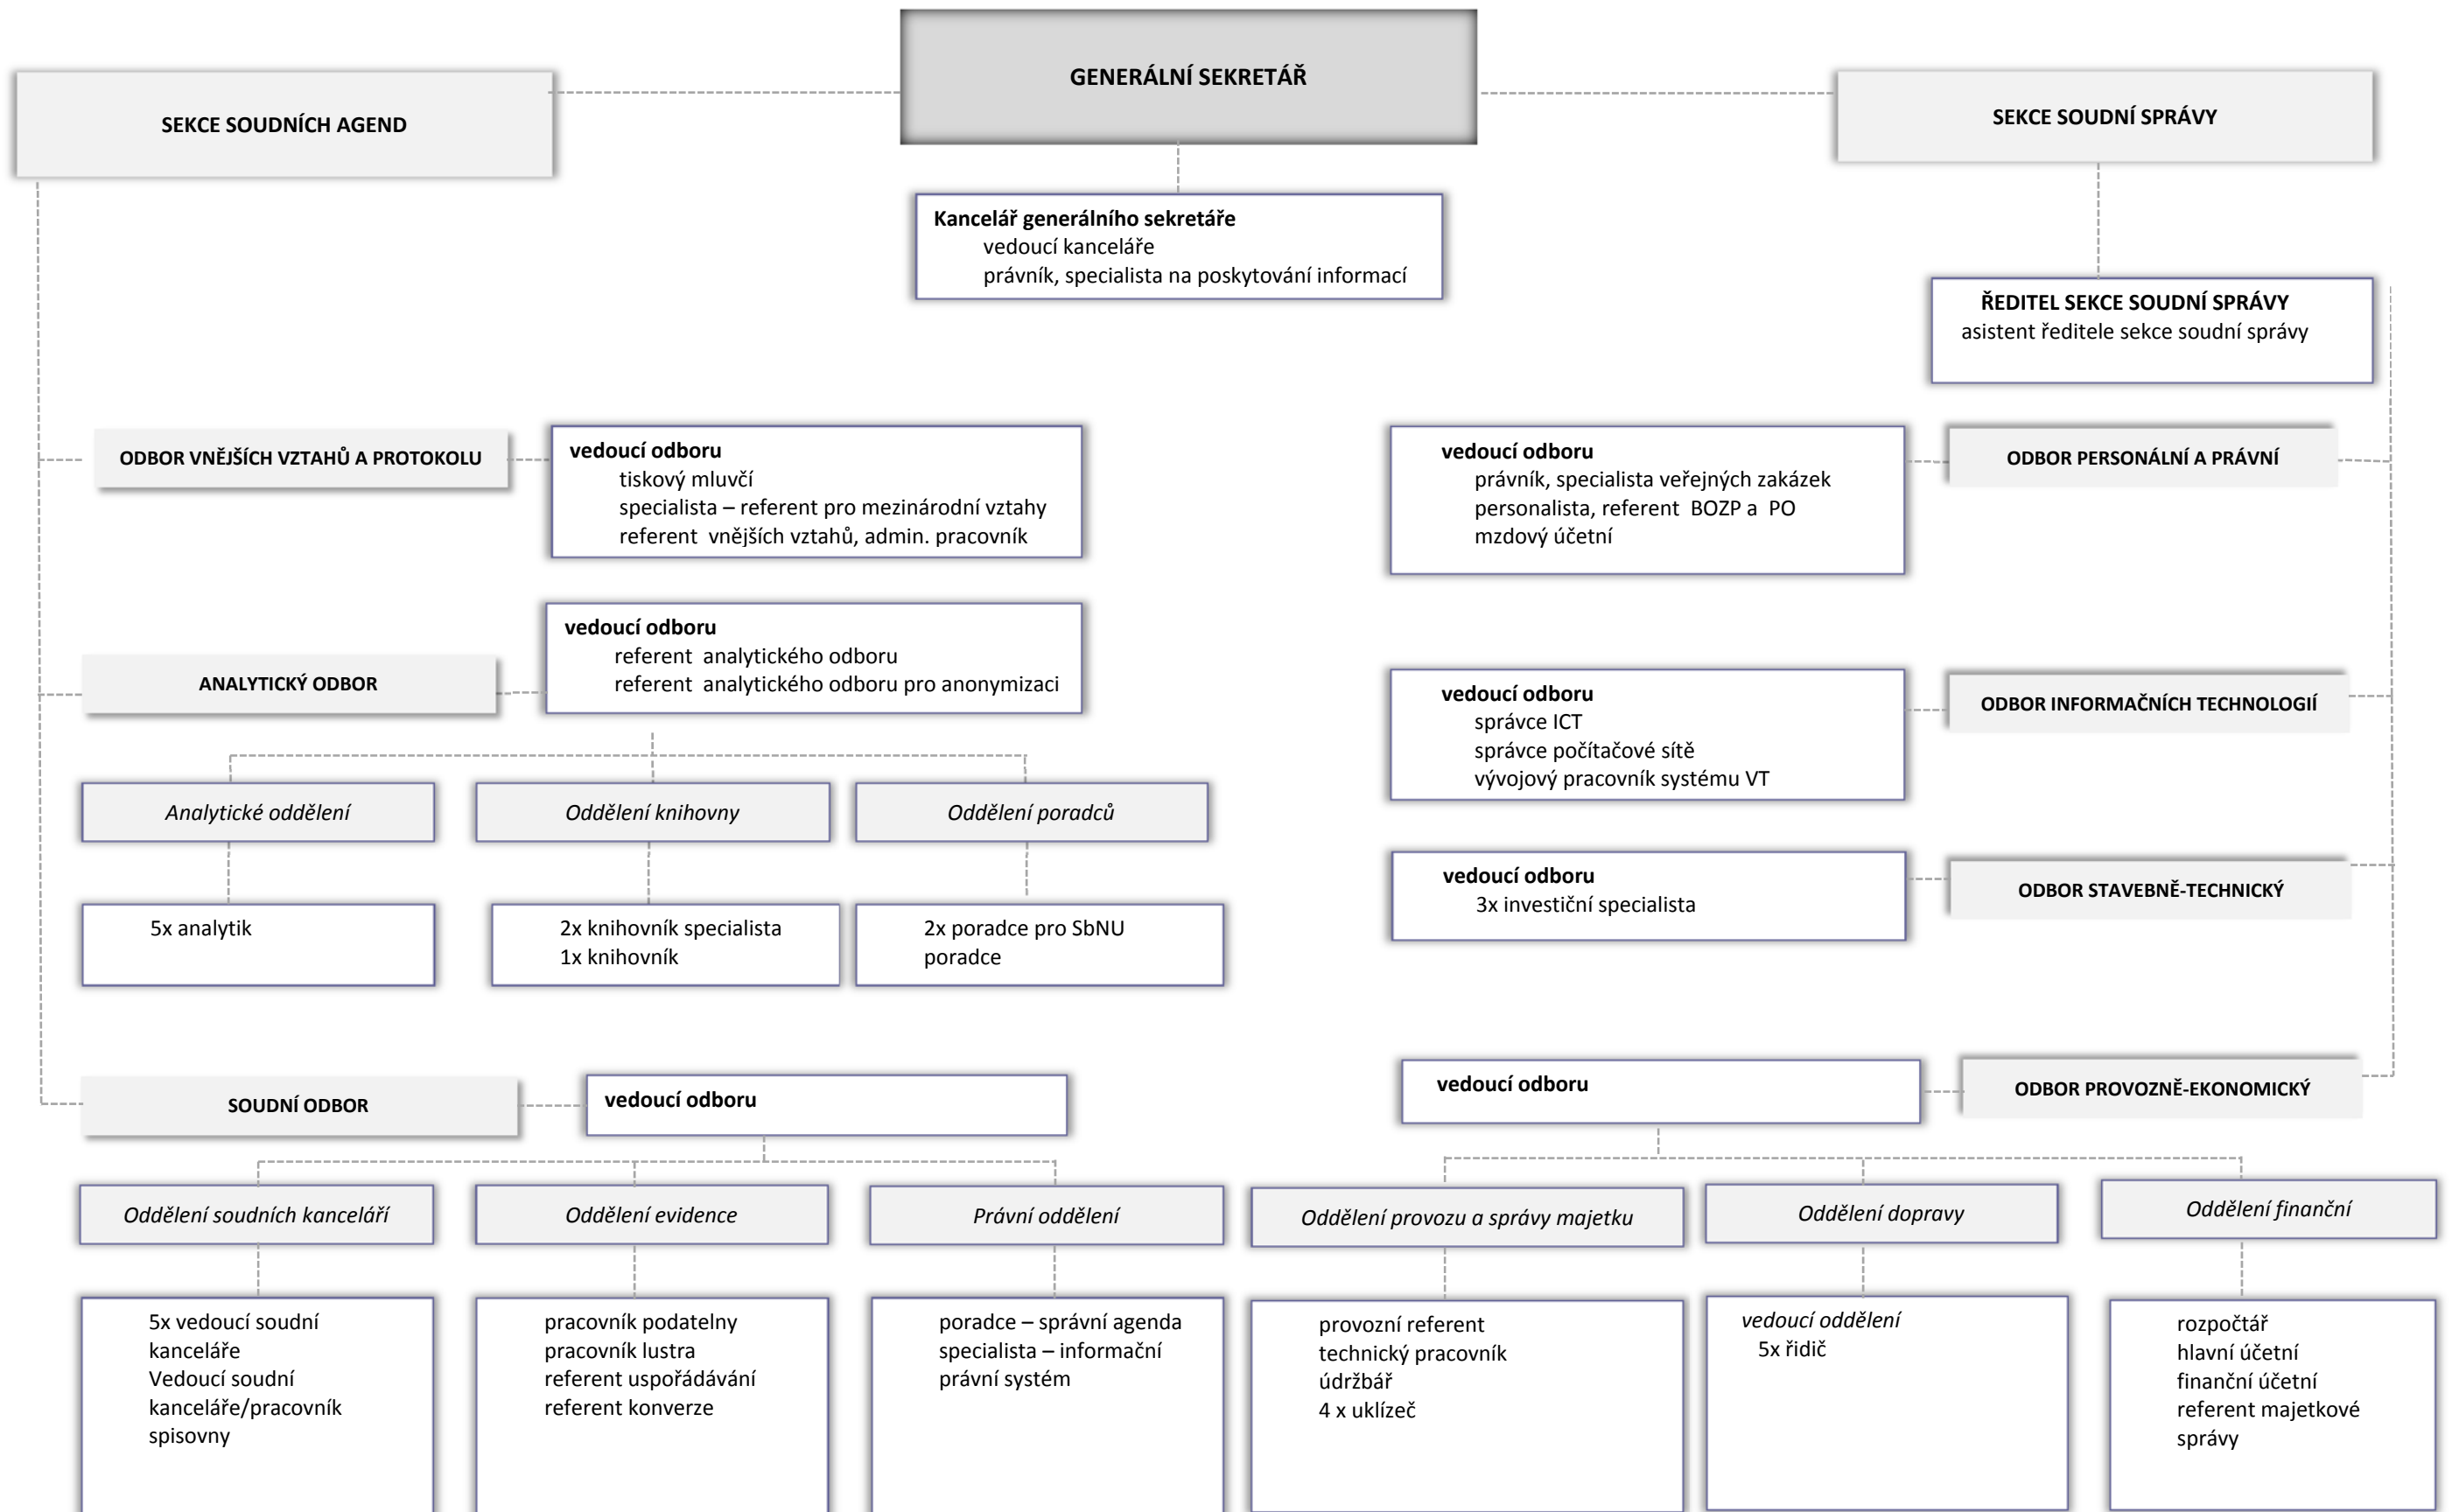 GENERÁLNÍ SEKRETÁŘ
SEKCE SOUDNÍCH AGEND
SEKCE SOUDNÍ SPRÁVY
Kancelář generálního sekretáře
vedoucí kanceláře
právník, specialista na poskytování informací
ŘEDITEL SEKCE SOUDNÍ SPRÁVY
asistent ředitele sekce soudní správy
ODBOR VNĚJŠÍCH VZTAHŮ A PROTOKOLU
vedoucí odboru
tiskový mluvčí
specialista – referent pro mezinárodní vztahy
referent  vnějších vztahů, admin. pracovník
vedoucí odboru
právník, specialista veřejných zakázek
personalista, referent  BOZP a  PO
mzdový účetní
ODBOR PERSONÁLNÍ A PRÁVNÍ
ANALYTICKÝ ODBOR
vedoucí odboru
referent  analytického odboru
referent  analytického odboru pro anonymizaci
vedoucí odboru
správce ICT
správce počítačové sítě
vývojový pracovník systému VT
ODBOR INFORMAČNÍCH TECHNOLOGIÍ
Analytické oddělení
Oddělení knihovny
Oddělení poradců
5x analytik
2x knihovník specialista
1x knihovník
2x poradce pro SbNU
poradce
vedoucí odboru
3x investiční specialista
ODBOR STAVEBNĚ-TECHNICKÝ
SOUDNÍ ODBOR
vedoucí odboru
vedoucí odboru
ODBOR PROVOZNĚ-EKONOMICKÝ
Oddělení soudních kanceláří
Oddělení evidence
Právní oddělení
Oddělení provozu a správy majetku
Oddělení dopravy
Oddělení finanční
5x vedoucí soudní
kanceláře
Vedoucí soudní
kanceláře/pracovník
spisovny
pracovník podatelny
pracovník lustra
referent uspořádávání
referent konverze
poradce – správní agenda
specialista – informační
právní systém
provozní referent
technický pracovník
údržbář
4 x uklízeč
vedoucí oddělení
5x řidič
rozpočtář
hlavní účetní
finanční účetní
referent majetkové
správy